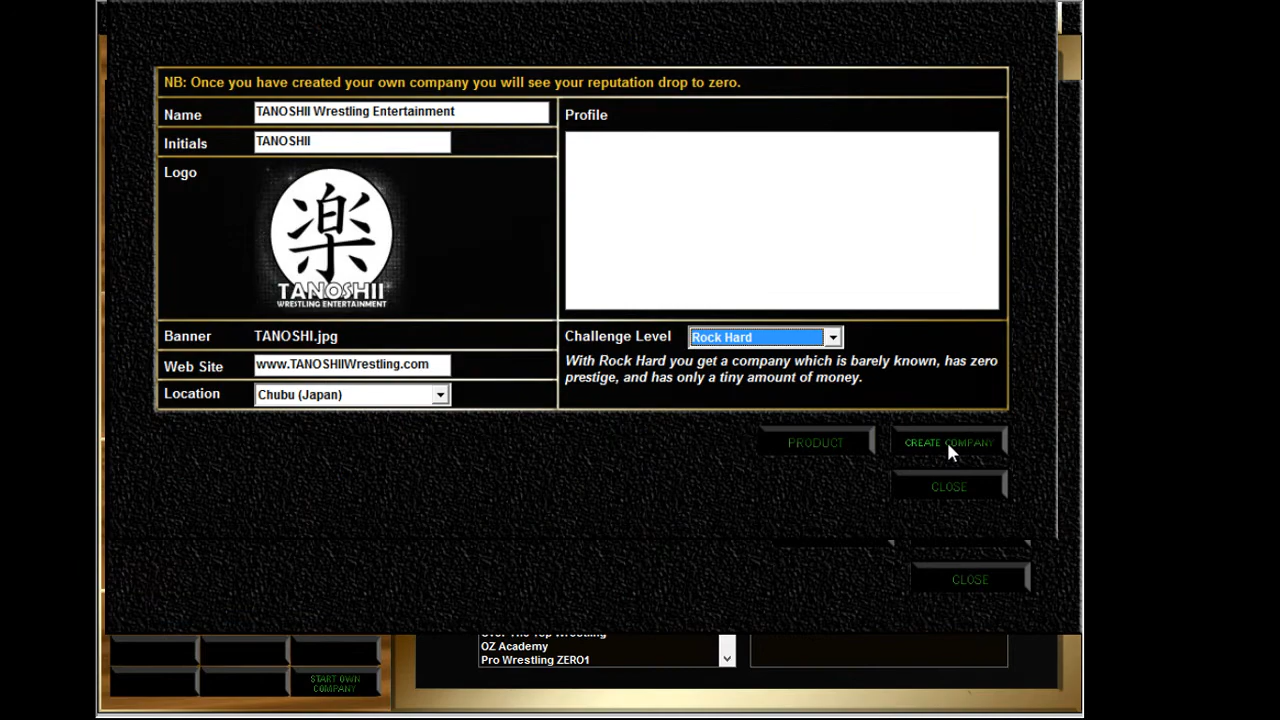 NB: Once you have created your own company you will see your reputation drop to zero.
Name
TANOSHII Wrestling Entertainment
Profile
Initials
TANOSHII
Logo
楽
TANOSHII
WRESTLING ENTERTAINMENT
Banner
TANOSHI.jpg
Challenge Level
Rock Hard
Web Site
www.TANOSHIIWrestling.com
With Rock Hard you get a company which is barely known, has zero
prestige, and has only a tiny amount of money.
Location
Chubu (Japan)
PRODUCT
CREATE COMPANY
CLOSE
CLOSE
Over The Top Wrestling
OZ Academy
Pro Wrestling ZERO1
START OWN
COMPANY